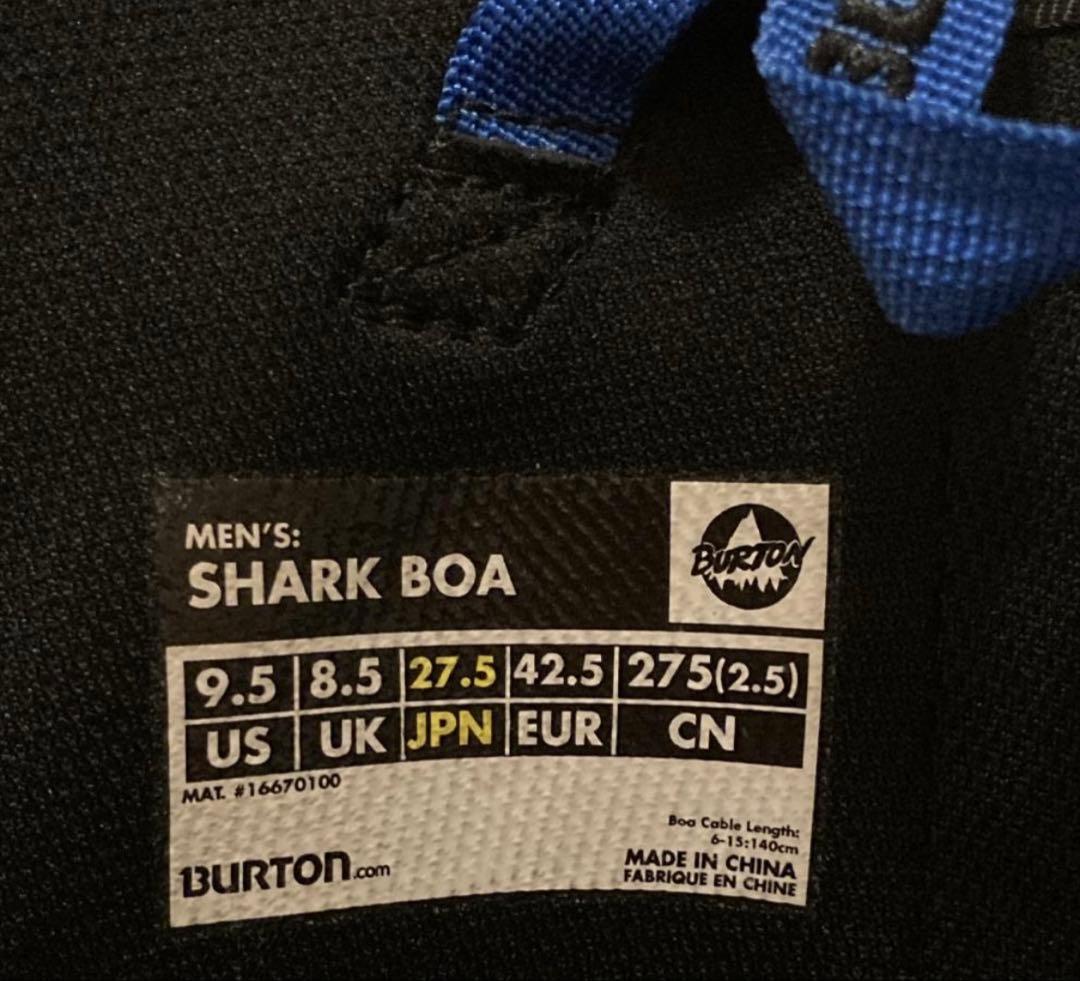 MEN'S:
SHARK BOA
BURTON
9.5 8.5 27.5 42.5 275(2.5)
US UK JPN EUR CN
MAT. #16670100
Boa Cable Length:
6-15:140cm
MADE IN CHINA
FABRIQUE EN CHINE
BURTON.com